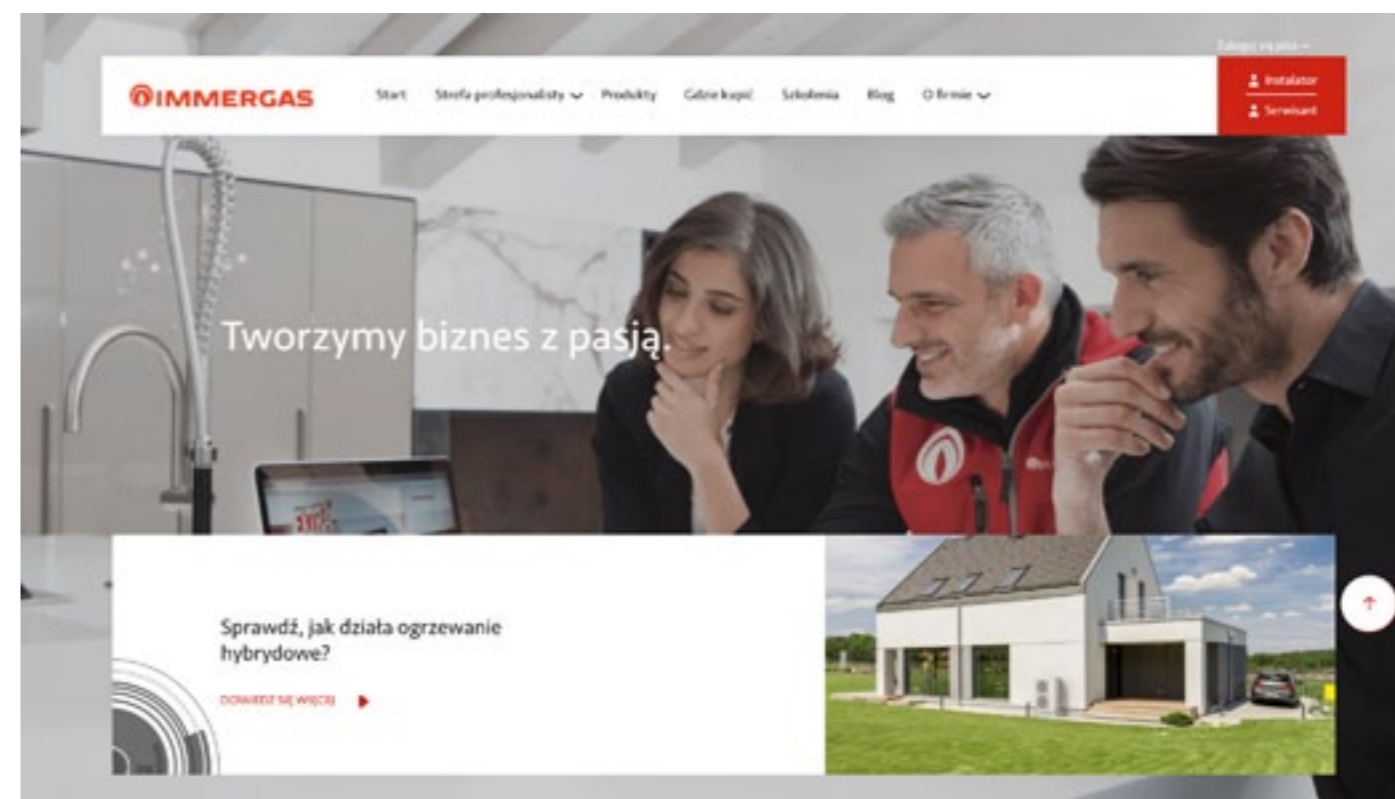 Zaloguj się jako
IMMERGAS
Start Strefa profesjonalisty Produkty Gdzie kupić Szkolenia Blog O firmie
Instalator
Serwisant
Tworzymy biznes z pasją.
Sprawdź, jak działa ogrzewanie
hybrydowe?
DOWIEDZ SIĘ WIĘCEJ